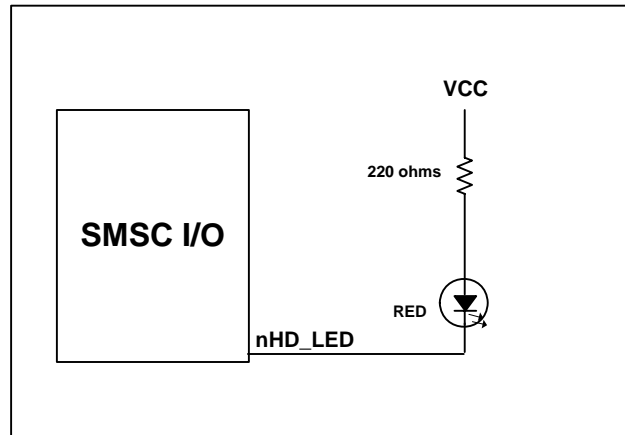 VCC
220 ohms
SMSC I/O
RED
nHD_LED